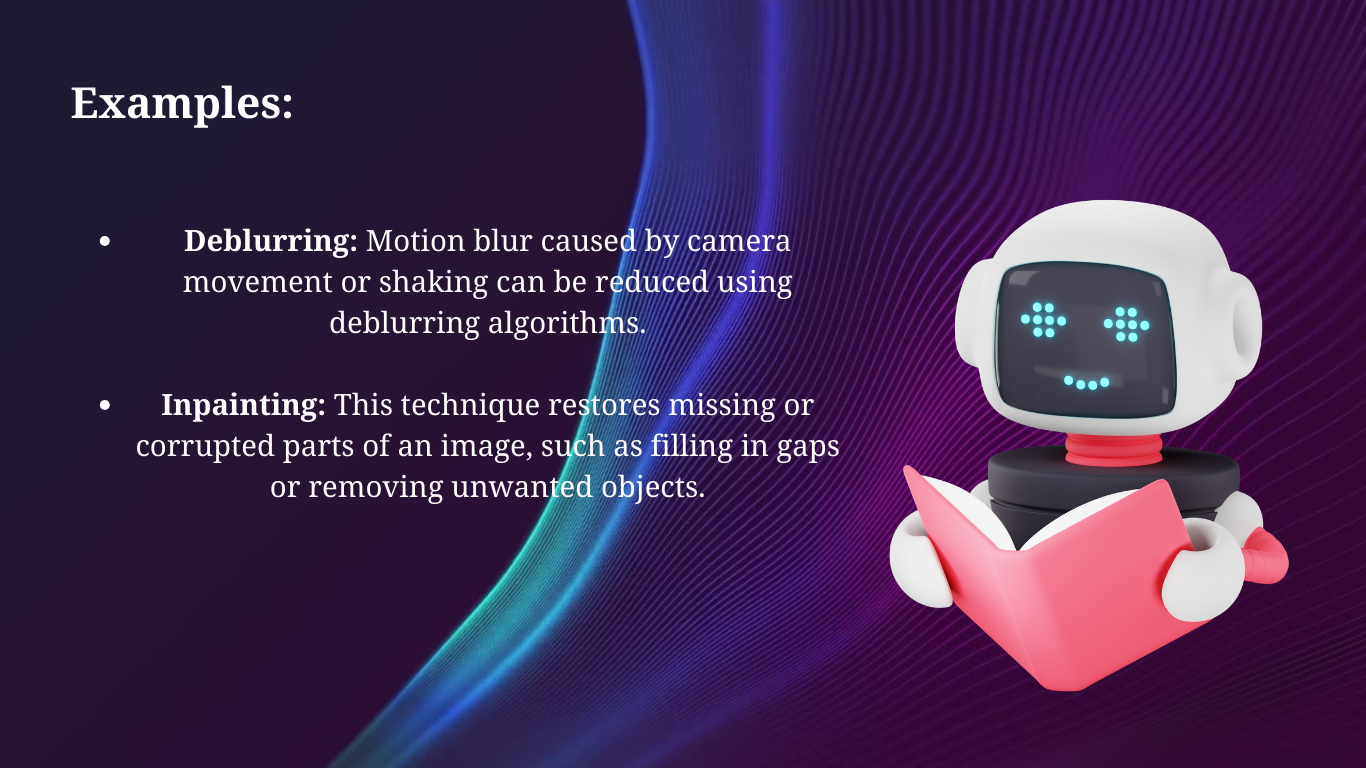 Examples:
• Deblurring: Motion blur caused by camera
movement or shaking can be reduced using
deblurring algorithms.
• Inpainting: This technique restores missing or
corrupted parts of an image, such as filling in gaps
or removing unwanted objects.